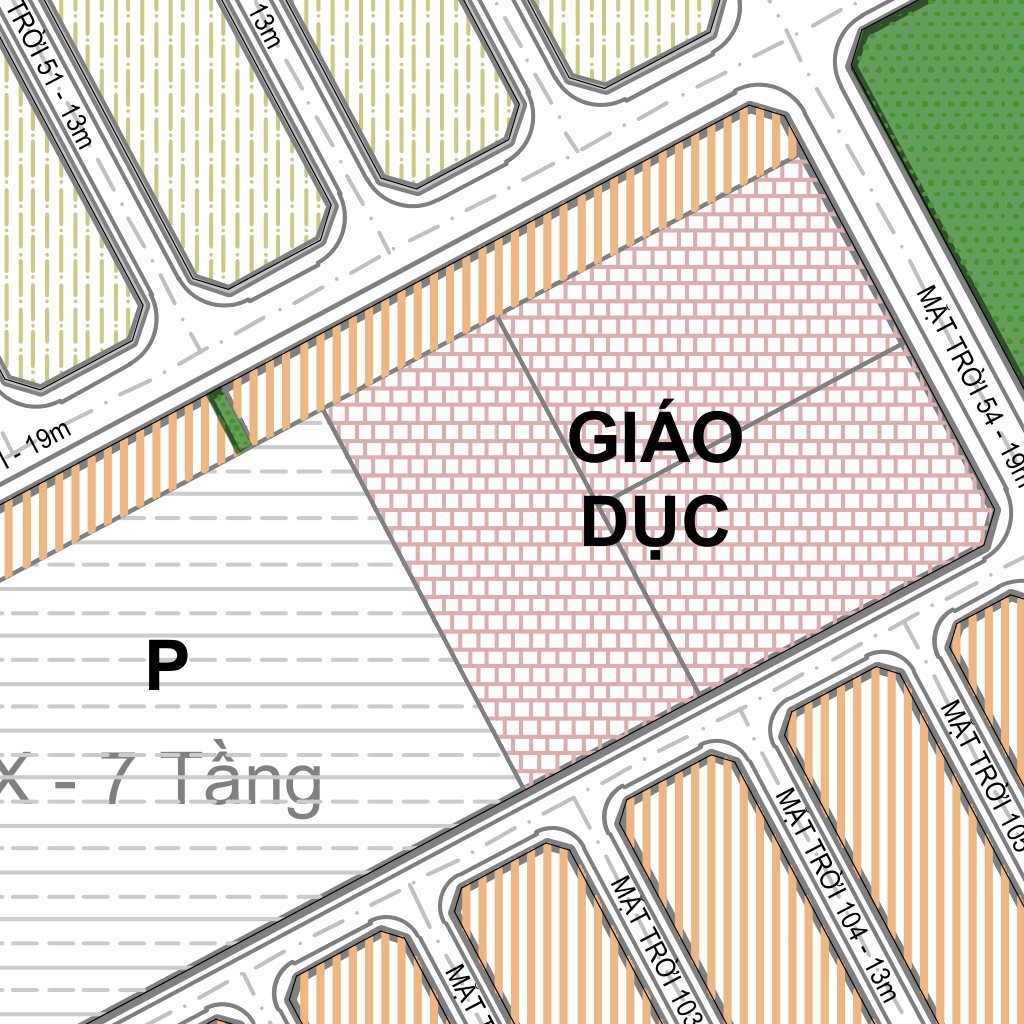 TRỜI 51 - 13m
13m
- 19m
MẶT TRỜI 54 - 19m
GIÁO
DỤC
P
X - 7 Tầng
MẶT TRỜI 105
MẶT TRỜI 104 - 13m
MẶT TRỜI 103
MẶT